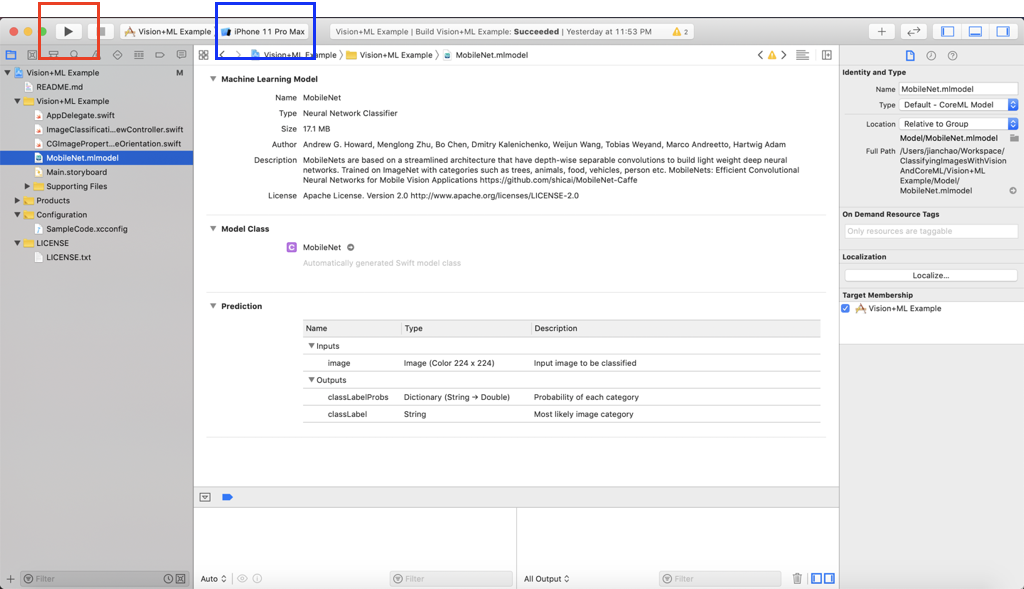 Vision+ML Example
iPhone 11 Pro Max
Vision+ML Example | Build Vision+ML Example: Succeeded | Yesterday at 11:53 PM
2
Vision+ML Example
Vision+ML Example
MobileNet.mlmodel
Vision+ML Example
M
README.md
Vision+ML Example
AppDelegate.swift
ImageClassificati...ewController.swift
CGImagePropert...eOrientation.swift
MobileNet.mlmodel
Main.storyboard
Supporting Files
Products
Configuration
SampleCode.xcconfig
LICENSE
LICENSE.txt
Filter
Machine Learning Model
Name MobileNet
Type Neural Network Classifier
Size 17.1 MB
Author Andrew G. Howard, Menglong Zhu, Bo Chen, Dmitry Kalenichenko, Weijun Wang, Tobias Weyand, Marco Andreetto, Hartwig Adam
Description MobileNets are based on a streamlined architecture that have depth-wise separable convolutions to build light weight deep neural
networks. Trained on ImageNet with categories such as trees, animals, food, vehicles, person etc. MobileNets: Efficient Convolutional
Neural Networks for Mobile Vision Applications https://github.com/shicai/MobileNet-Caffe
License Apache License. Version 2.0 http://www.apache.org/licenses/LICENSE-2.0
Model Class
C MobileNet
Automatically generated Swift model class
Prediction
Name Type Description
Inputs
image Image (Color 224 x 224) Input image to be classified
Outputs
classLabelProbs Dictionary (String → Double) Probability of each category
classLabel String Most likely image category
Auto
Filter
All Output
Filter
Identity and Type
Name MobileNet.mlmodel
Type Default - CoreML Model
Location Relative to Group
Model/MobileNet.mlmodel
Full Path /Users/jianchao/Workspace/
ClassifyingImagesWithVision
AndCoreML/Vision+ML
Example/Model/
MobileNet.mlmodel
On Demand Resource Tags
Only resources are taggable
Localization
Localize...
Target Membership
Vision+ML Example